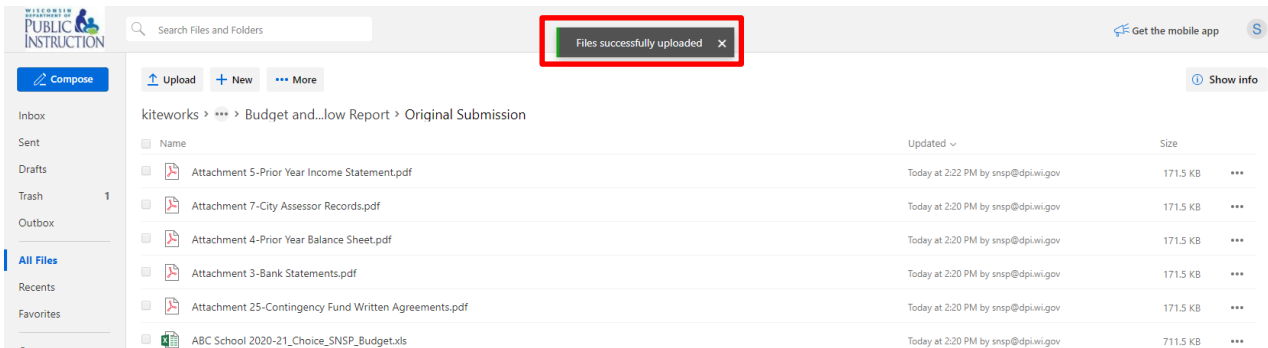 WISCONSIN
DEPARTMENT OF
PUBLIC
INSTRUCTION
Search Files and Folders
Files successfully uploaded ×
Get the mobile app
S
Compose
Upload + New ••• More
Show info
Inbox
kiteworks > ••• > Budget and...low Report > Original Submission
Sent
Name Updated Size
Drafts
Attachment 5-Prior Year Income Statement.pdf Today at 2:22 PM by snsp@dpi.wi.gov 171.5 KB •••
Trash 1
Attachment 7-City Assessor Records.pdf Today at 2:20 PM by snsp@dpi.wi.gov 171.5 KB •••
Outbox
Attachment 4-Prior Year Balance Sheet.pdf Today at 2:20 PM by snsp@dpi.wi.gov 171.5 KB •••
All Files
Attachment 3-Bank Statements.pdf Today at 2:20 PM by snsp@dpi.wi.gov 171.5 KB •••
Recents
Attachment 25-Contingency Fund Written Agreements.pdf Today at 2:20 PM by snsp@dpi.wi.gov 171.5 KB •••
Favorites
ABC School 2020-21_Choice_SNSP_Budget.xls Today at 2:20 PM by snsp@dpi.wi.gov 711.5 KB •••